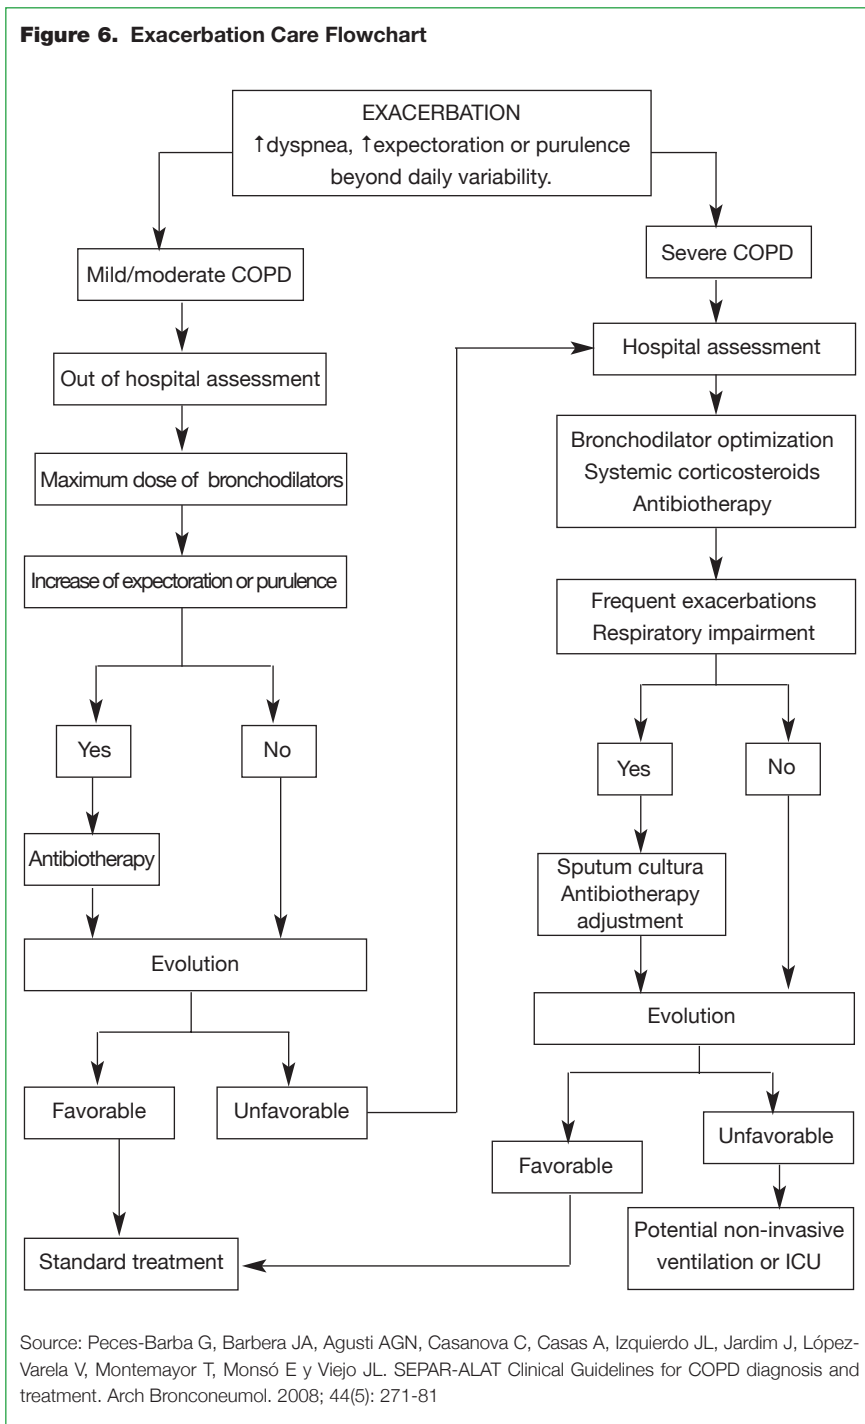 Figure 6. Exacerbation Care Flowchart
EXACERBATION
↑dyspnea, ↑expectoration or purulence
beyond daily variability.
Mild/moderate COPD
Out of hospital assessment
Maximum dose of bronchodilators
Increase of expectoration or purulence
Yes
No
Antibiotherapy
Evolution
Favorable
Unfavorable
Standard treatment
Severe COPD
Hospital assessment
Bronchodilator optimization
Systemic corticosteroids
Antibiotherapy
Frequent exacerbations
Respiratory impairment
Yes
No
Sputum cultura
Antibiotherapy
adjustment
Evolution
Favorable
Unfavorable
Potential non-invasive
ventilation or ICU
Source: Peces-Barba G, Barbera JA, Agusti AGN, Casanova C, Casas A, Izquierdo JL, Jardim J, López-
Varela V, Montemayor T, Monsó E y Viejo JL. SEPAR-ALAT Clinical Guidelines for COPD diagnosis and
treatment. Arch Bronconeumol. 2008; 44(5): 271-81